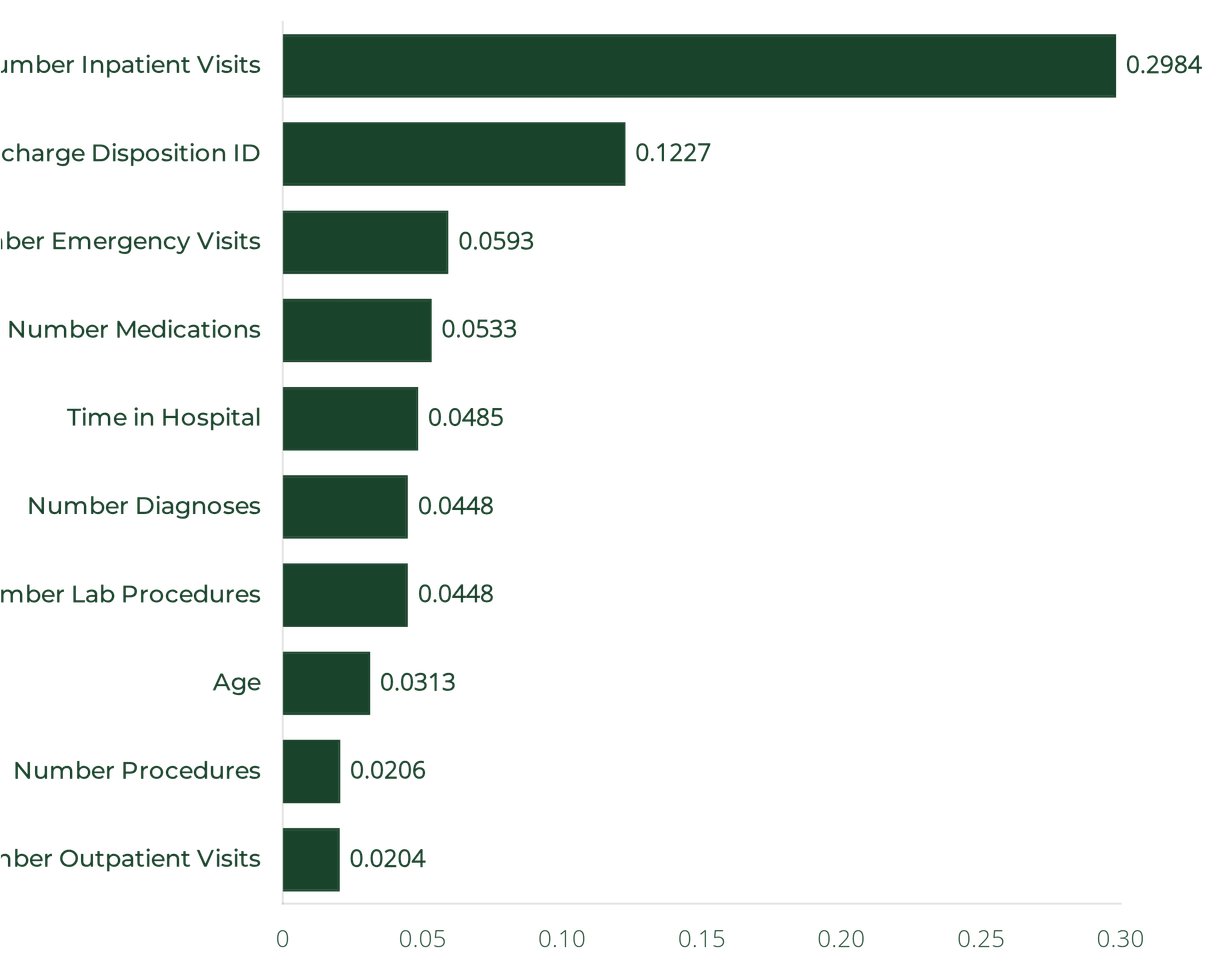 umber Inpatient Visits 0.2984
charge Disposition ID 0.1227
ber Emergency Visits 0.0593
Number Medications 0.0533
Time in Hospital 0.0485
Number Diagnoses 0.0448
mber Lab Procedures 0.0448
Age 0.0313
Number Procedures 0.0206
nber Outpatient Visits 0.0204
0 0.05 0.10 0.15 0.20 0.25 0.30